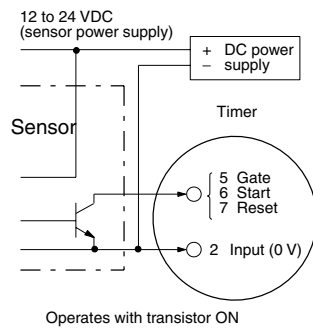 12 to 24 VDC
(sensor power supply)
+ DC power
− supply
Timer
Sensor
5 Gate
6 Start
7 Reset
2 Input (0 V)
Operates with transistor ON